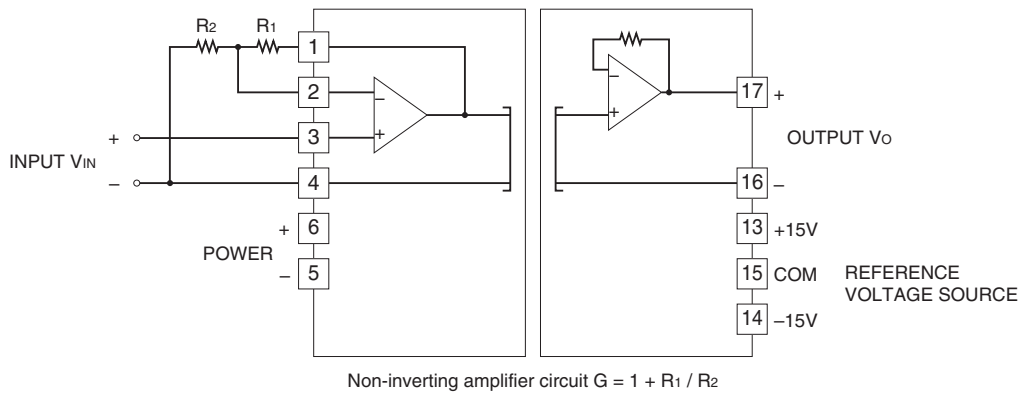 R2 R1
1
2
−
3
+
+
INPUT VIN
−
4
+
6
POWER
−
5
−
17 +
+
OUTPUT VO
16 −
13 +15V
15 COM
REFERENCE
VOLTAGE SOURCE
14 −15V
Non-inverting amplifier circuit G = 1 + R1 / R2